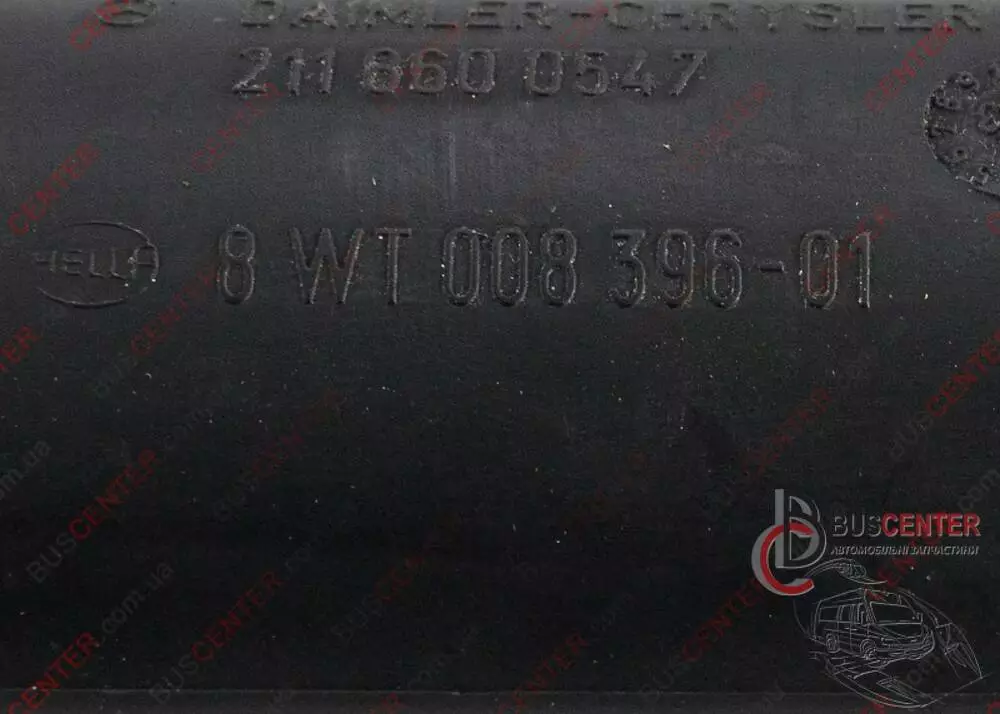 DAIMLER-CHRYSLER
211 860 0547
HELLA 8 WT 008 396-01
BUSCENTER
АВТОМОБІЛЬНІ ЗАПЧАСТИНИ